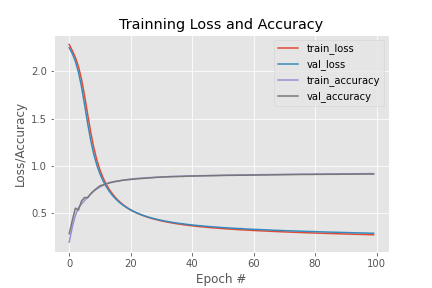 Trainning Loss and Accuracy
train_loss
val_loss
train_accuracy
val_accuracy
Loss/Accuracy
2.0
1.5
1.0
0.5
0 20 40 60 80 100
Epoch #